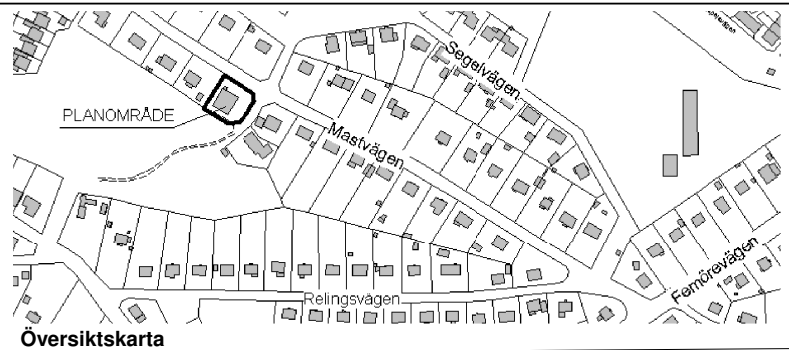 Segelvägen
PLANOMRÅDE
Mastvägen
Femörevägen
Relingsvägen
Översiktskarta